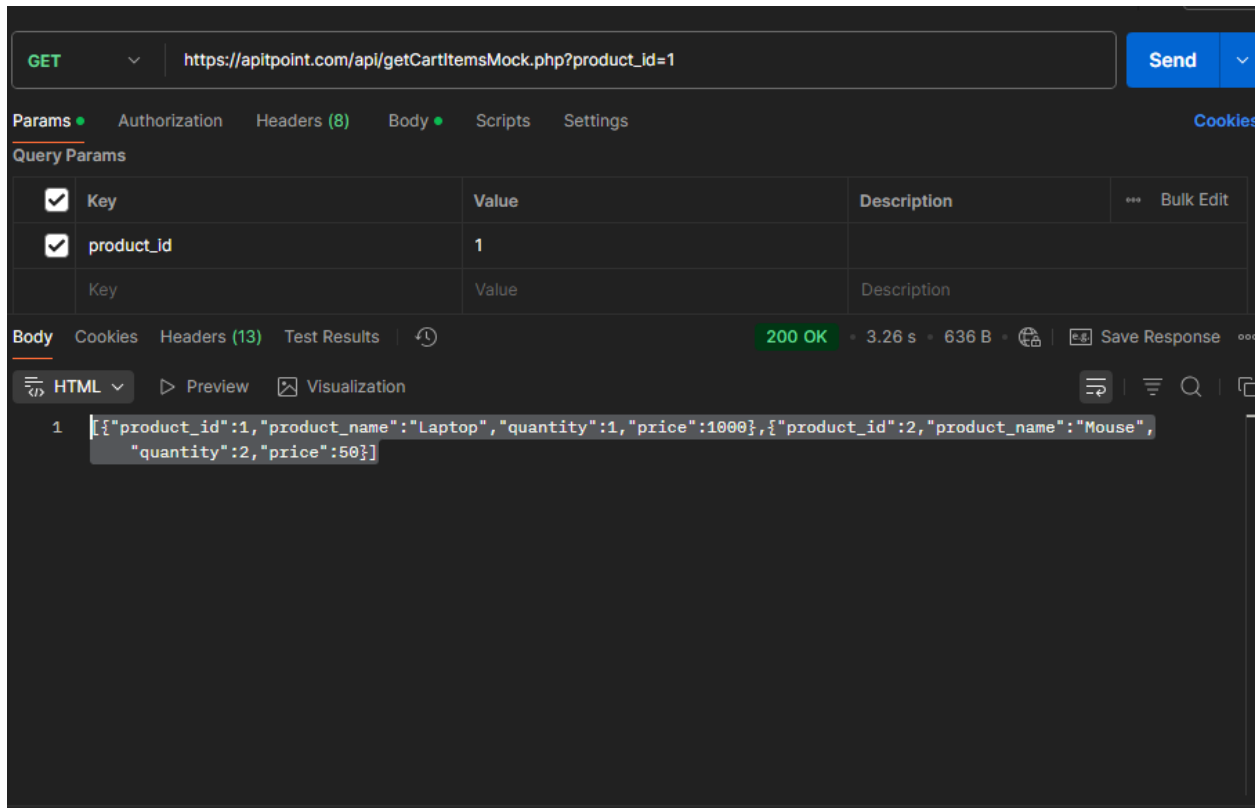 GET https://apitpoint.com/api/getCartItemsMock.php?product_id=1 Send
Params Authorization Headers (8) Body Scripts Settings Cookies
Query Params
Key Value Description Bulk Edit
product_id 1
Key Value Description
Body Cookies Headers (13) Test Results 200 OK 3.26 s 636 B e.g. Save Response
HTML Preview Visualization
1 [{"product_id":1,"product_name":"Laptop","quantity":1,"price":1000},{"product_id":2,"product_name":"Mouse",
"quantity":2,"price":50}]